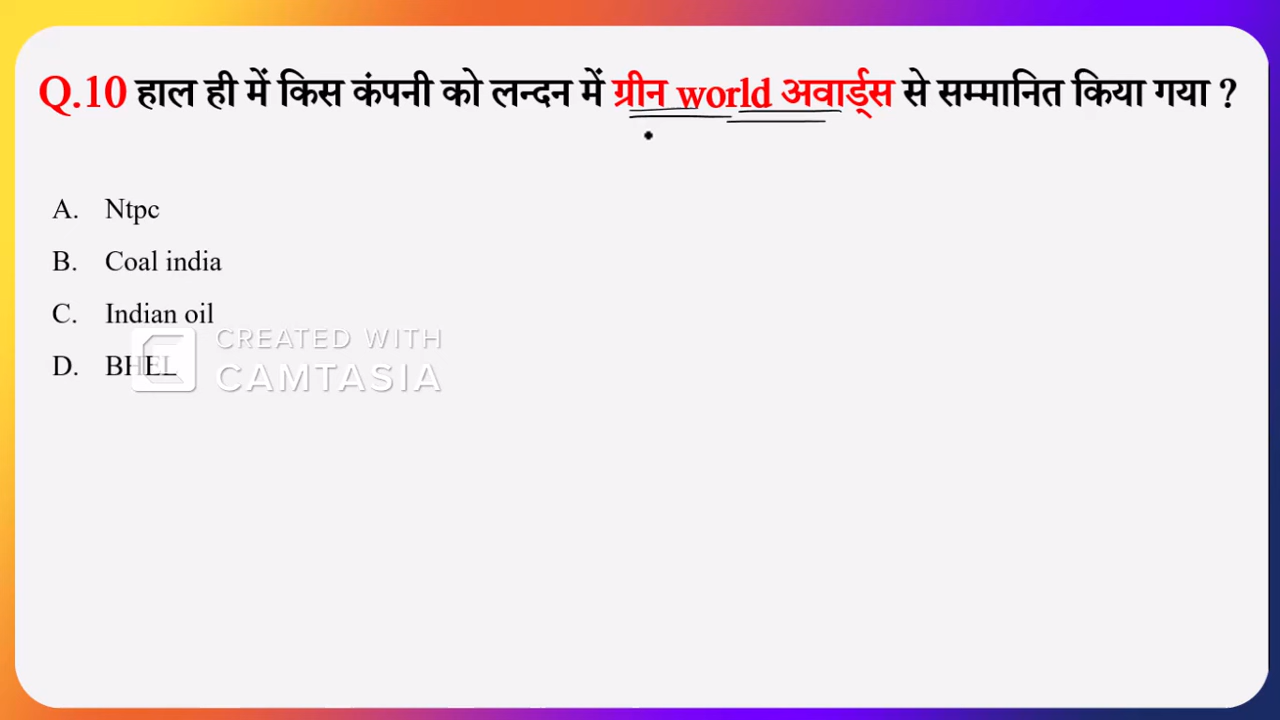 Q.10 हाल ही में किस कंपनी को लन्दन में ग्रीन world अवार्ड्स से सम्मानित किया गया ?
A. Ntpc
B. Coal india
C. Indian oil
D. BHEL
CREATED WITH
CAMTASIA